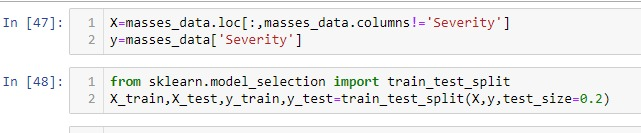 In [47]:
1 X=masses_data.loc[:,masses_data.columns!='Severity']
2 y=masses_data['Severity']
In [48]:
1 from sklearn.model_selection import train_test_split
2 X_train,X_test,y_train,y_test=train_test_split(X,y,test_size=0.2)